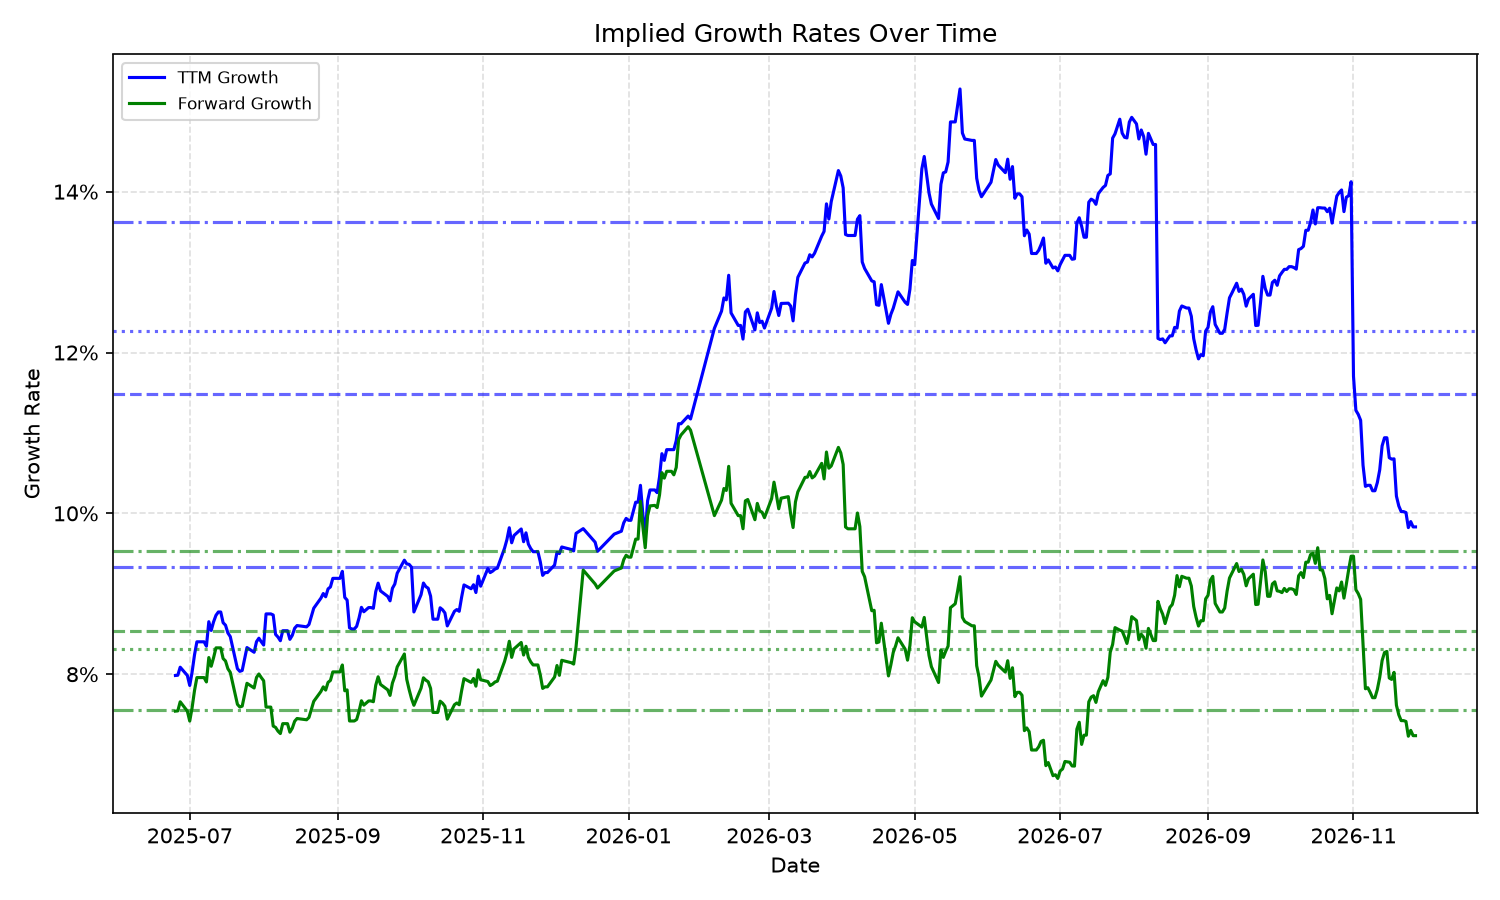 Implied Growth Rates Over Time
TTM Growth
Forward Growth
Growth Rate
14%
12%
10%
8%
2025-07
2025-09
2025-11
2026-01
2026-03
2026-05
2026-07
2026-09
2026-11
Date